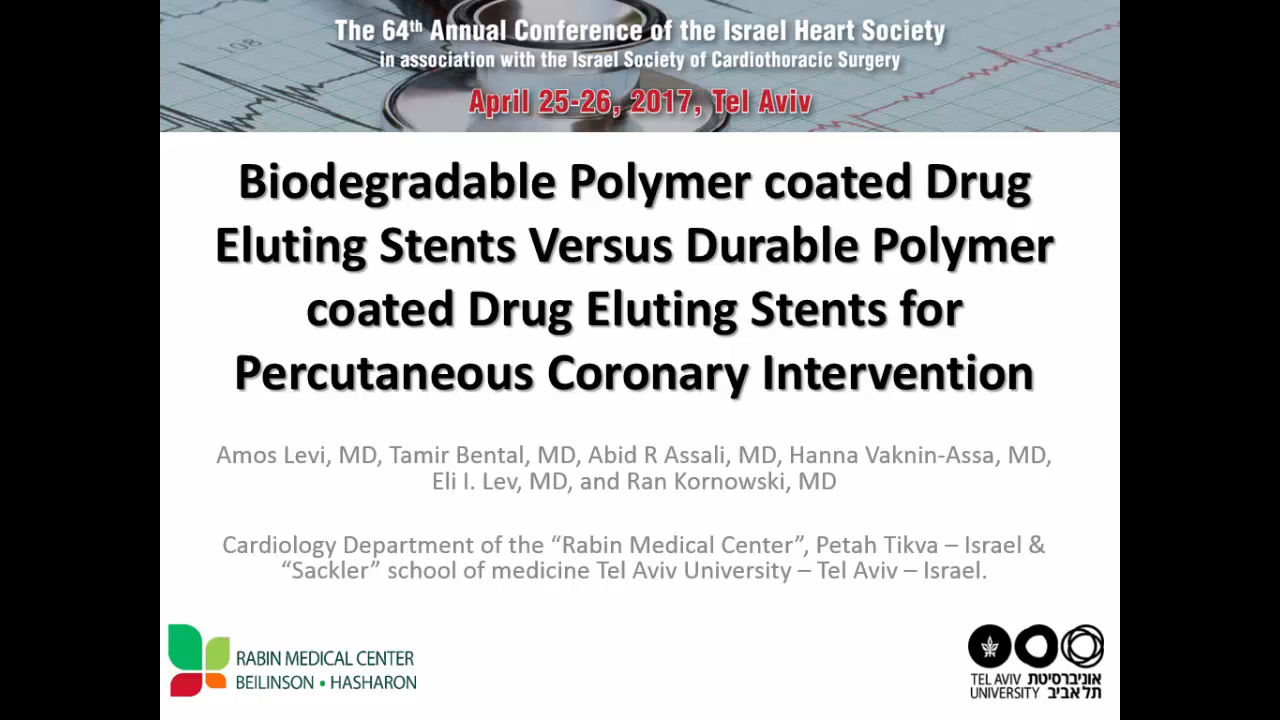 The 64th Annual Conference of the Israel Heart Society
in association with the Israel Society of Cardiothoracic Surgery
April 25-26, 2017, Tel Aviv
108
Biodegradable Polymer coated Drug
Eluting Stents Versus Durable Polymer
coated Drug Eluting Stents for
Percutaneous Coronary Intervention
Amos Levi, MD, Tamir Bental, MD, Abid R Assali, MD, Hanna Vaknin-Assa, MD,
Eli I. Lev, MD, and Ran Kornowski, MD
Cardiology Department of the “Rabin Medical Center”, Petah Tikva – Israel &
“Sackler” school of medicine Tel Aviv University – Tel Aviv – Israel.
RABIN MEDICAL CENTER
BEILINSON • HASHARON
TEL AVIV אוניברסיטת
UNIVERSITY תל אביב